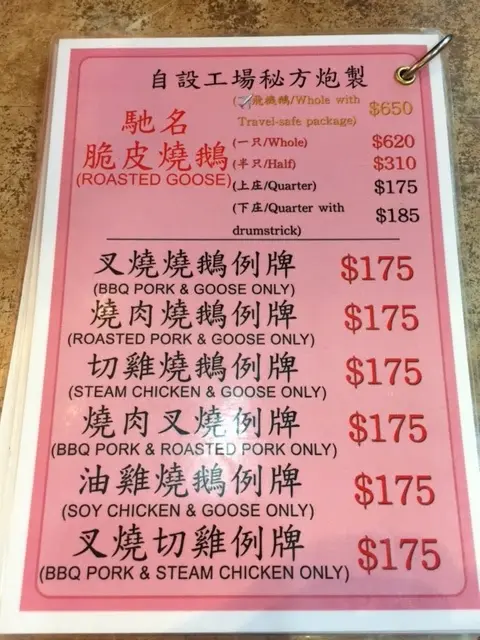 自設工場秘方炮製
馳名
脆皮燒鵝
(ROASTED GOOSE)
飛機鵝/Whole with
Travel-safe package) $650
(一只/Whole) $620
(半只/Half) $310
(上庄/Quarter) $175
(下庄/Quarter with
drumstrick) $185
叉燒燒鵝例牌 $175
(BBQ PORK & GOOSE ONLY)
燒肉燒鵝例牌 $175
(ROASTED PORK & GOOSE ONLY)
切雞燒鵝例牌 $175
(STEAM CHICKEN & GOOSE ONLY)
燒肉叉燒例牌 $175
(BBQ PORK & ROASTED PORK ONLY)
油雞燒鵝例牌 $175
(SOY CHICKEN & GOOSE ONLY)
叉燒切雞例牌 $175
(BBQ PORK & STEAM CHICKEN ONLY)